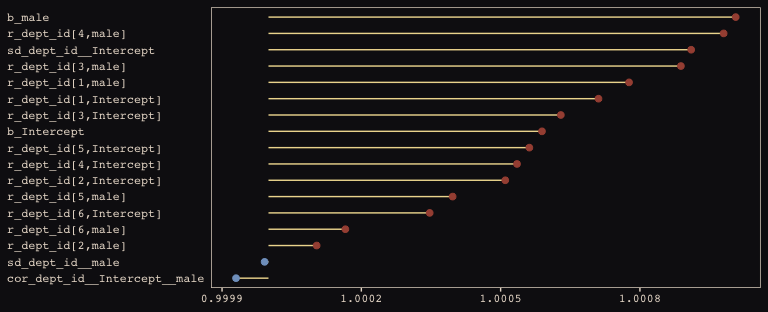 b_male
r_dept_id[4,male]
sd_dept_id__Intercept
r_dept_id[3,male]
r_dept_id[1,male]
r_dept_id[1,Intercept]
r_dept_id[3,Intercept]
b_Intercept
r_dept_id[5,Intercept]
r_dept_id[4,Intercept]
r_dept_id[2,Intercept]
r_dept_id[5,male]
r_dept_id[6,Intercept]
r_dept_id[6,male]
r_dept_id[2,male]
sd_dept_id__male
cor_dept_id__Intercept__male
0.9999 1.0002 1.0005 1.0008